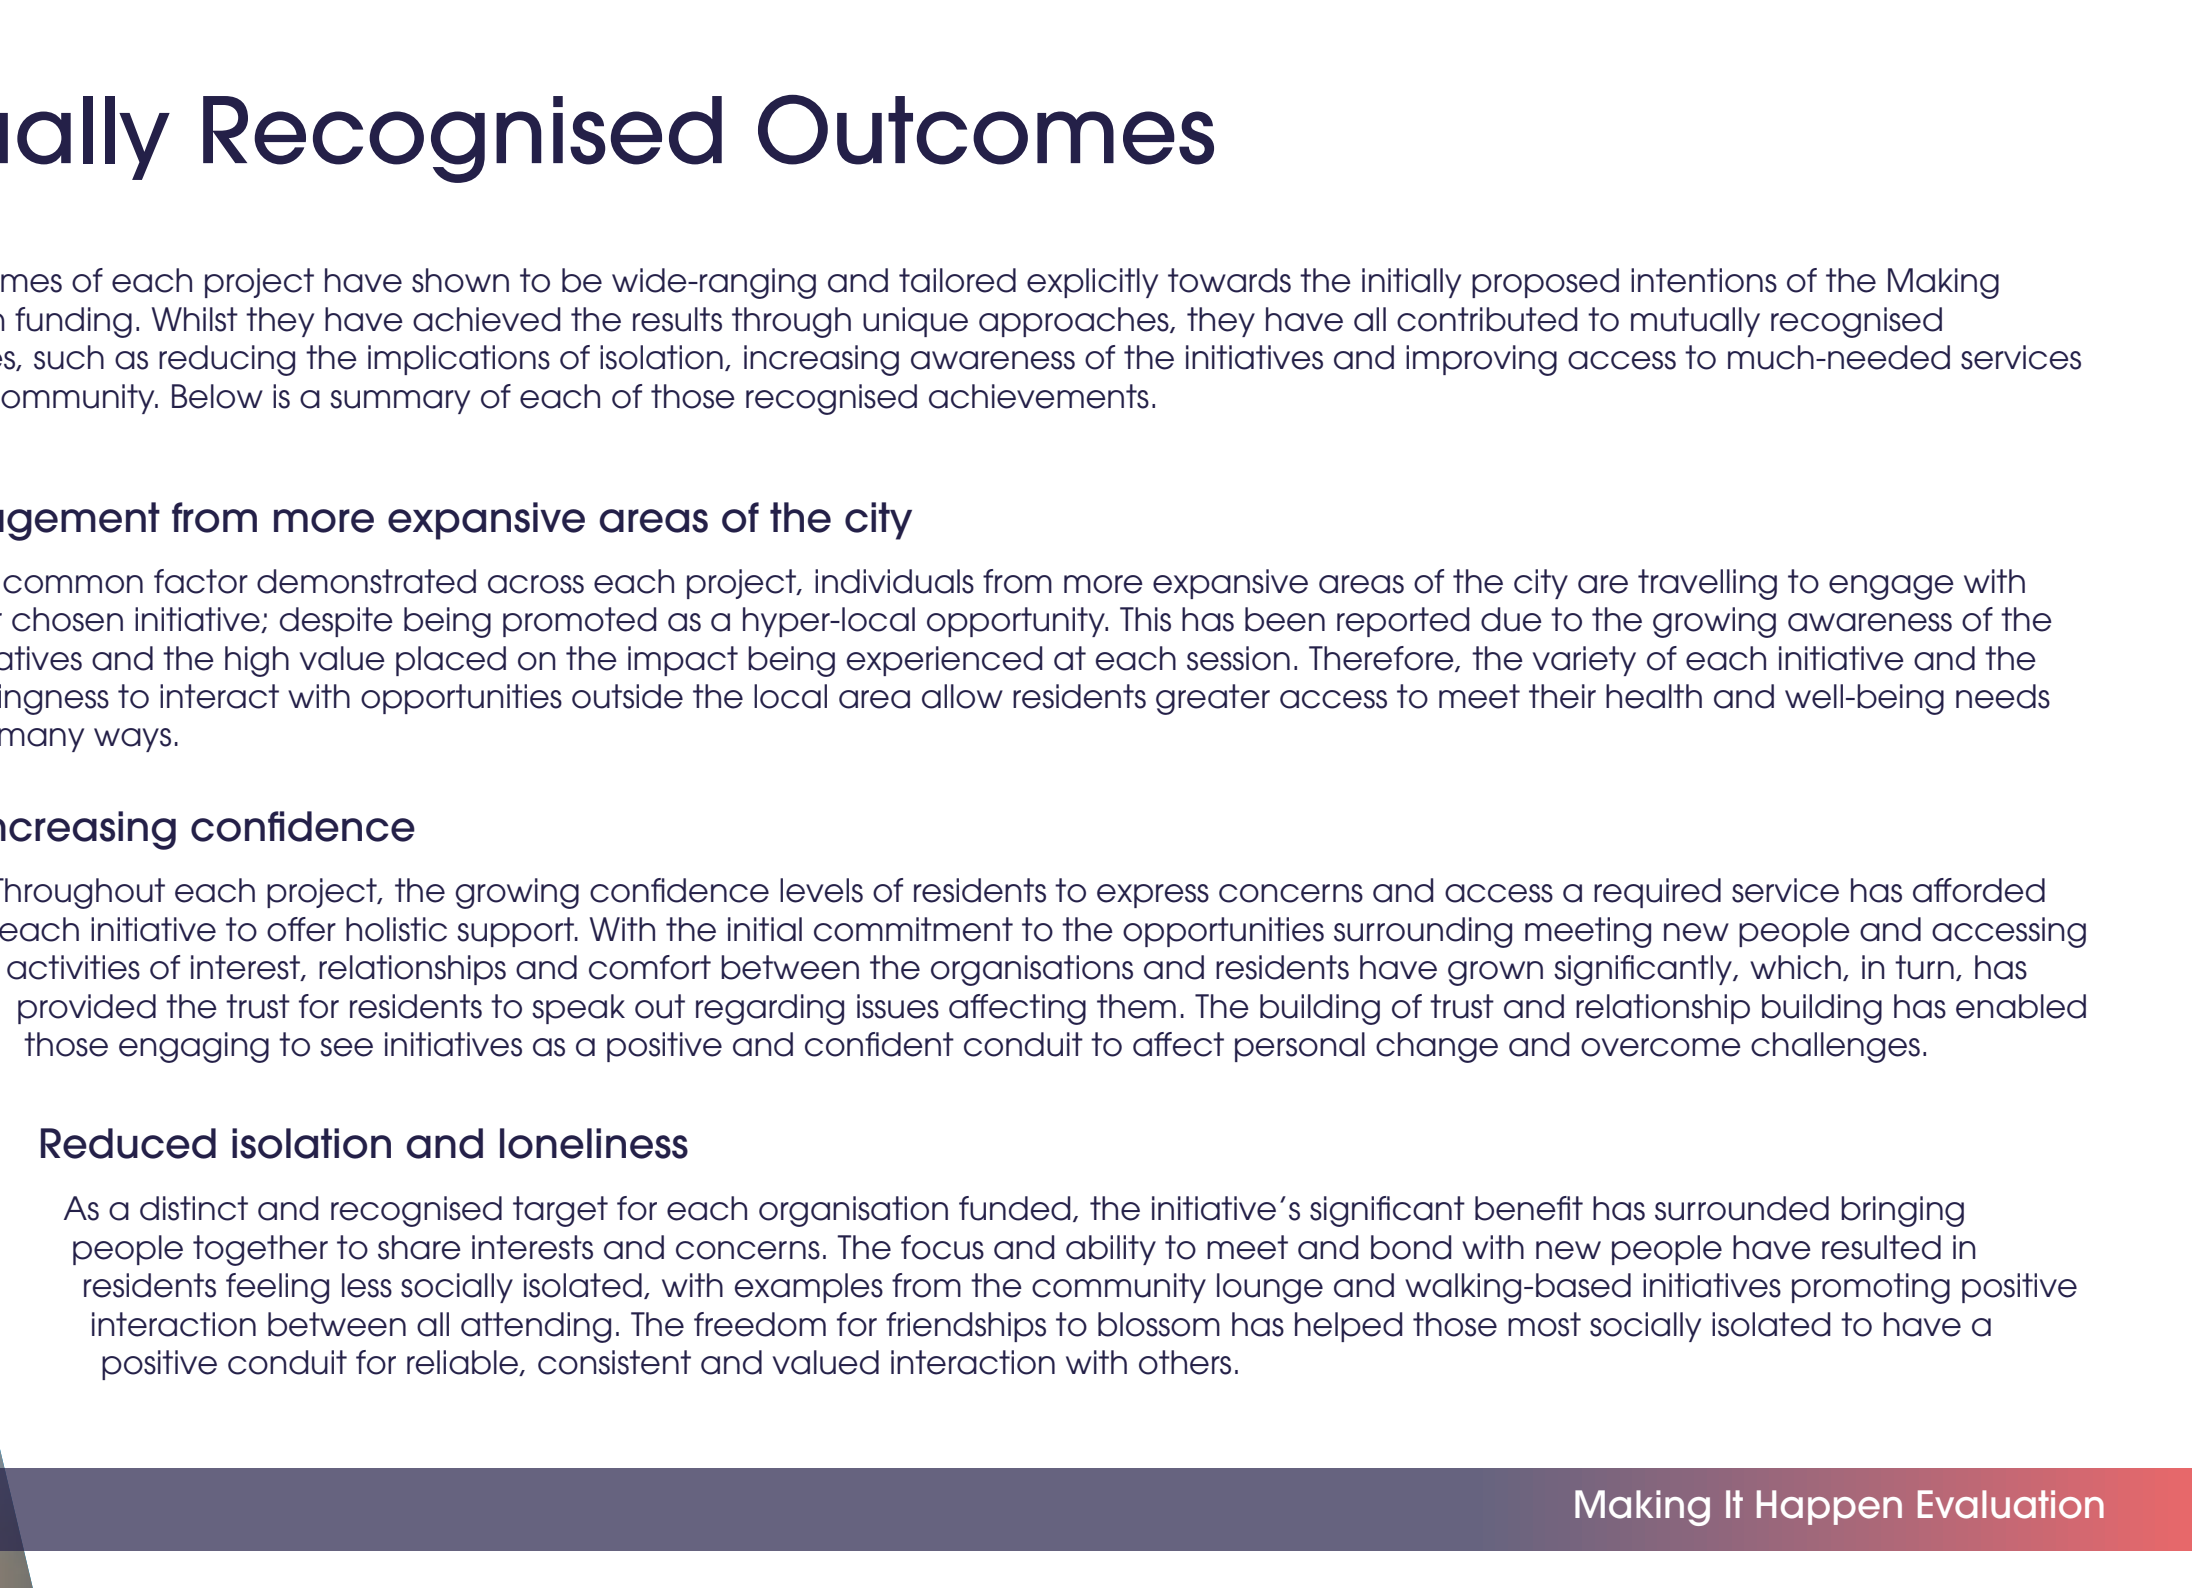 ually Recognised Outcomes
mes of each project have shown to be wide-ranging and tailored explicitly towards the initially proposed intentions of the Making
funding. Whilst they have achieved the results through unique approaches, they have all contributed to mutually recognised
s, such as reducing the implications of isolation, increasing awareness of the initiatives and improving access to much-needed services
ommunity. Below is a summary of each of those recognised achievements.
gement from more expansive areas of the city
common factor demonstrated across each project, individuals from more expansive areas of the city are travelling to engage with
chosen initiative; despite being promoted as a hyper-local opportunity. This has been reported due to the growing awareness of the
atives and the high value placed on the impact being experienced at each session. Therefore, the variety of each initiative and the
ingness to interact with opportunities outside the local area allow residents greater access to meet their health and well-being needs
many ways.
ncreasing confidence
Throughout each project, the growing confidence levels of residents to express concerns and access a required service has afforded
each initiative to offer holistic support. With the initial commitment to the opportunities surrounding meeting new people and accessing
activities of interest, relationships and comfort between the organisations and residents have grown significantly, which, in turn, has
provided the trust for residents to speak out regarding issues affecting them. The building of trust and relationship building has enabled
those engaging to see initiatives as a positive and confident conduit to affect personal change and overcome challenges.
Reduced isolation and loneliness
As a distinct and recognised target for each organisation funded, the initiative’s significant benefit has surrounded bringing
people together to share interests and concerns. The focus and ability to meet and bond with new people have resulted in
residents feeling less socially isolated, with examples from the community lounge and walking-based initiatives promoting positive
interaction between all attending. The freedom for friendships to blossom has helped those most socially isolated to have a
positive conduit for reliable, consistent and valued interaction with others.
Making It Happen Evaluation